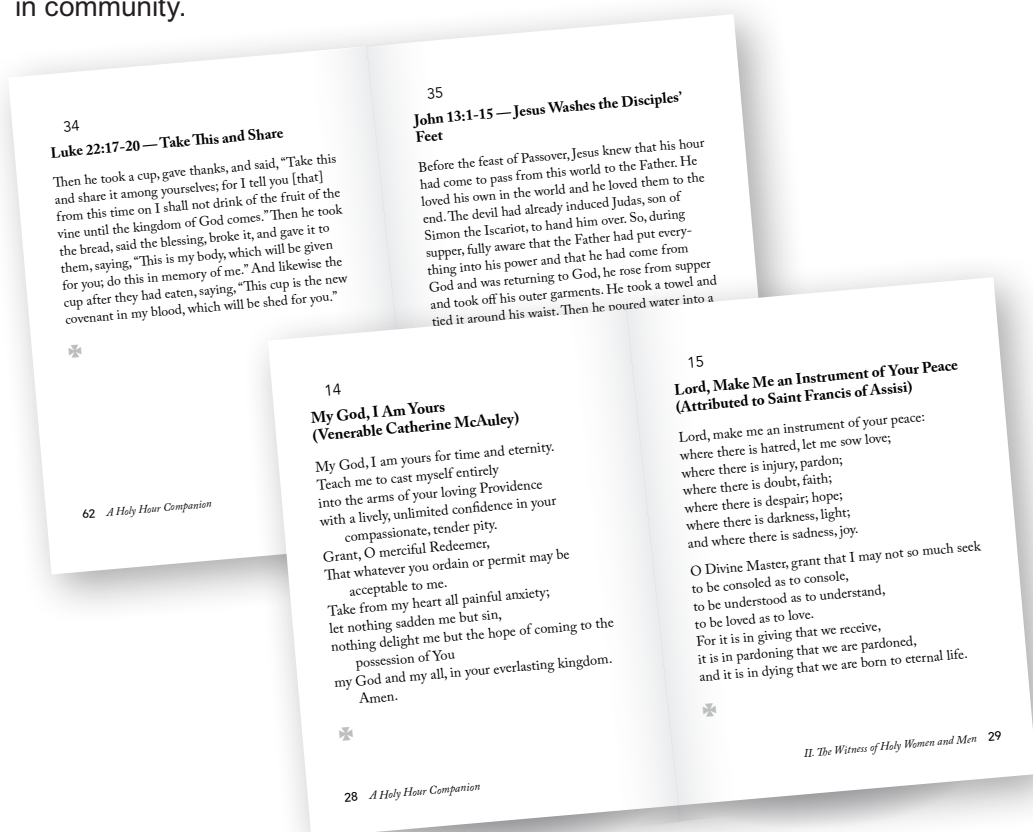 in community.
34
Luke 22:17-20 — Take This and Share
Then he took a cup, gave thanks, and said, “Take this
and share it among yourselves; for I tell you [that]
from this time on I shall not drink of the fruit of the
vine until the kingdom of God comes.” Then he took
the bread, said the blessing, broke it, and gave it to
them, saying, “This is my body, which will be given
for you; do this in memory of me.” And likewise the
cup after they had eaten, saying, “This cup is the new
covenant in my blood, which will be shed for you.”
62 A Holy Hour Companion
35
John 13:1-15 — Jesus Washes the Disciples’
Feet
Before the feast of Passover, Jesus knew that his hour
had come to pass from this world to the Father. He
loved his own in the world and he loved them to the
end. The devil had already induced Judas, son of
Simon the Iscariot, to hand him over. So, during
supper, fully aware that the Father had put every-
thing into his power and that he had come from
God and was returning to God, he rose from supper
and took off his outer garments. He took a towel and
tied it around his waist. Then he poured water into a
14
My God, I Am Yours
(Venerable Catherine McAuley)
My God, I am yours for time and eternity.
Teach me to cast myself entirely
into the arms of your loving Providence
with a lively, unlimited confidence in your
compassionate, tender pity.
Grant, O merciful Redeemer,
That whatever you ordain or permit may be
acceptable to me.
Take from my heart all painful anxiety;
let nothing sadden me but sin,
nothing delight me but the hope of coming to the
possession of You
my God and my all, in your everlasting kingdom.
Amen.
28 A Holy Hour Companion
15
Lord, Make Me an Instrument of Your Peace
(Attributed to Saint Francis of Assisi)
Lord, make me an instrument of your peace:
where there is hatred, let me sow love;
where there is injury, pardon;
where there is doubt, faith;
where there is despair; hope;
where there is darkness, light;
and where there is sadness, joy.
O Divine Master, grant that I may not so much seek
to be consoled as to console,
to be understood as to understand,
to be loved as to love.
For it is in giving that we receive,
it is in pardoning that we are pardoned,
and it is in dying that we are born to eternal life.
II. The Witness of Holy Women and Men 29